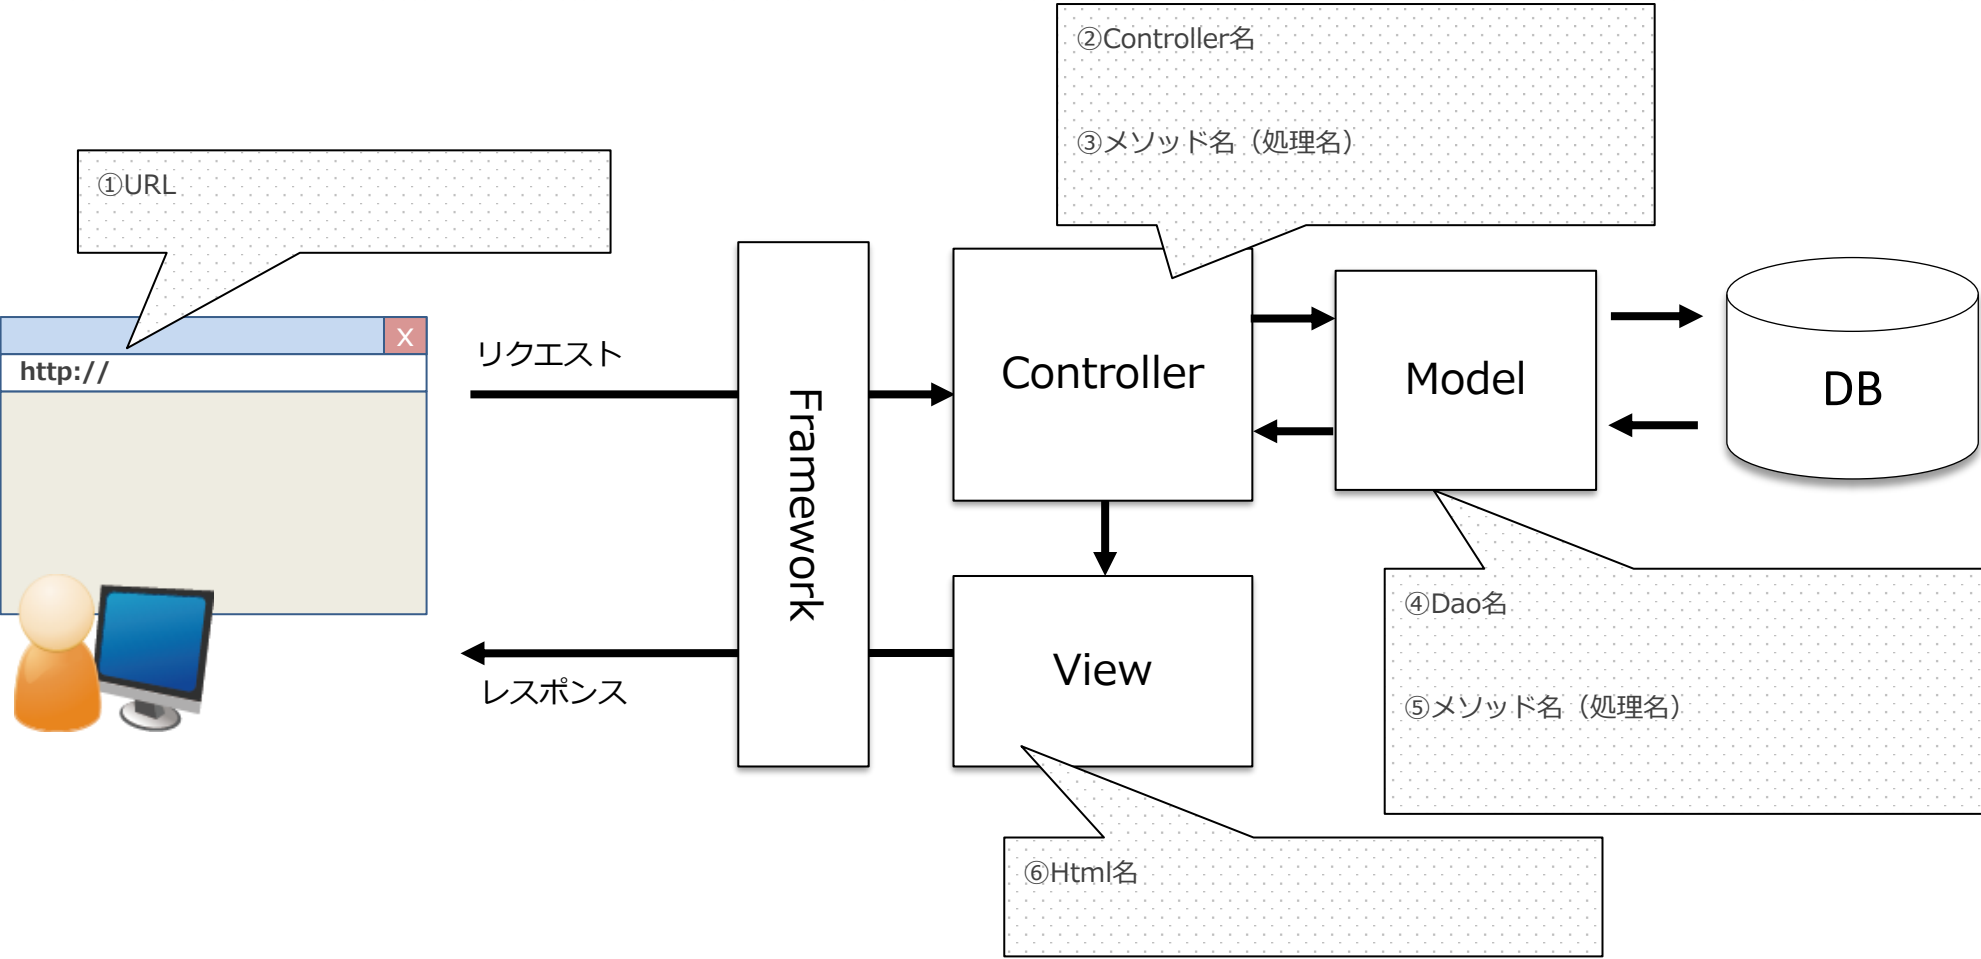 ②Controller名
③メソッド名（処理名）
①URL
X
http://
リクエスト
Framework
Controller
Model
DB
View
レスポンス
④Dao名
⑤メソッド名（処理名）
⑥Html名